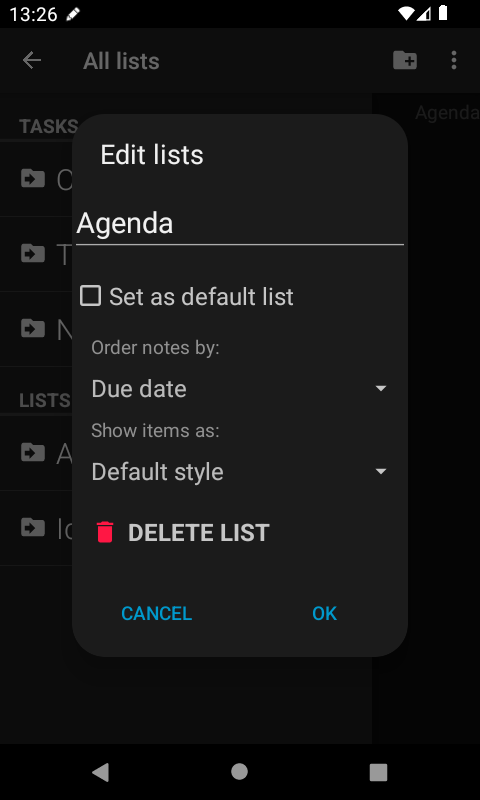 13:26
All lists
Agenda
TASKS
Edit lists
Agenda
Set as default list
Order notes by:
Due date
LISTS
Show items as:
Default style
DELETE LIST
CANCEL
OK